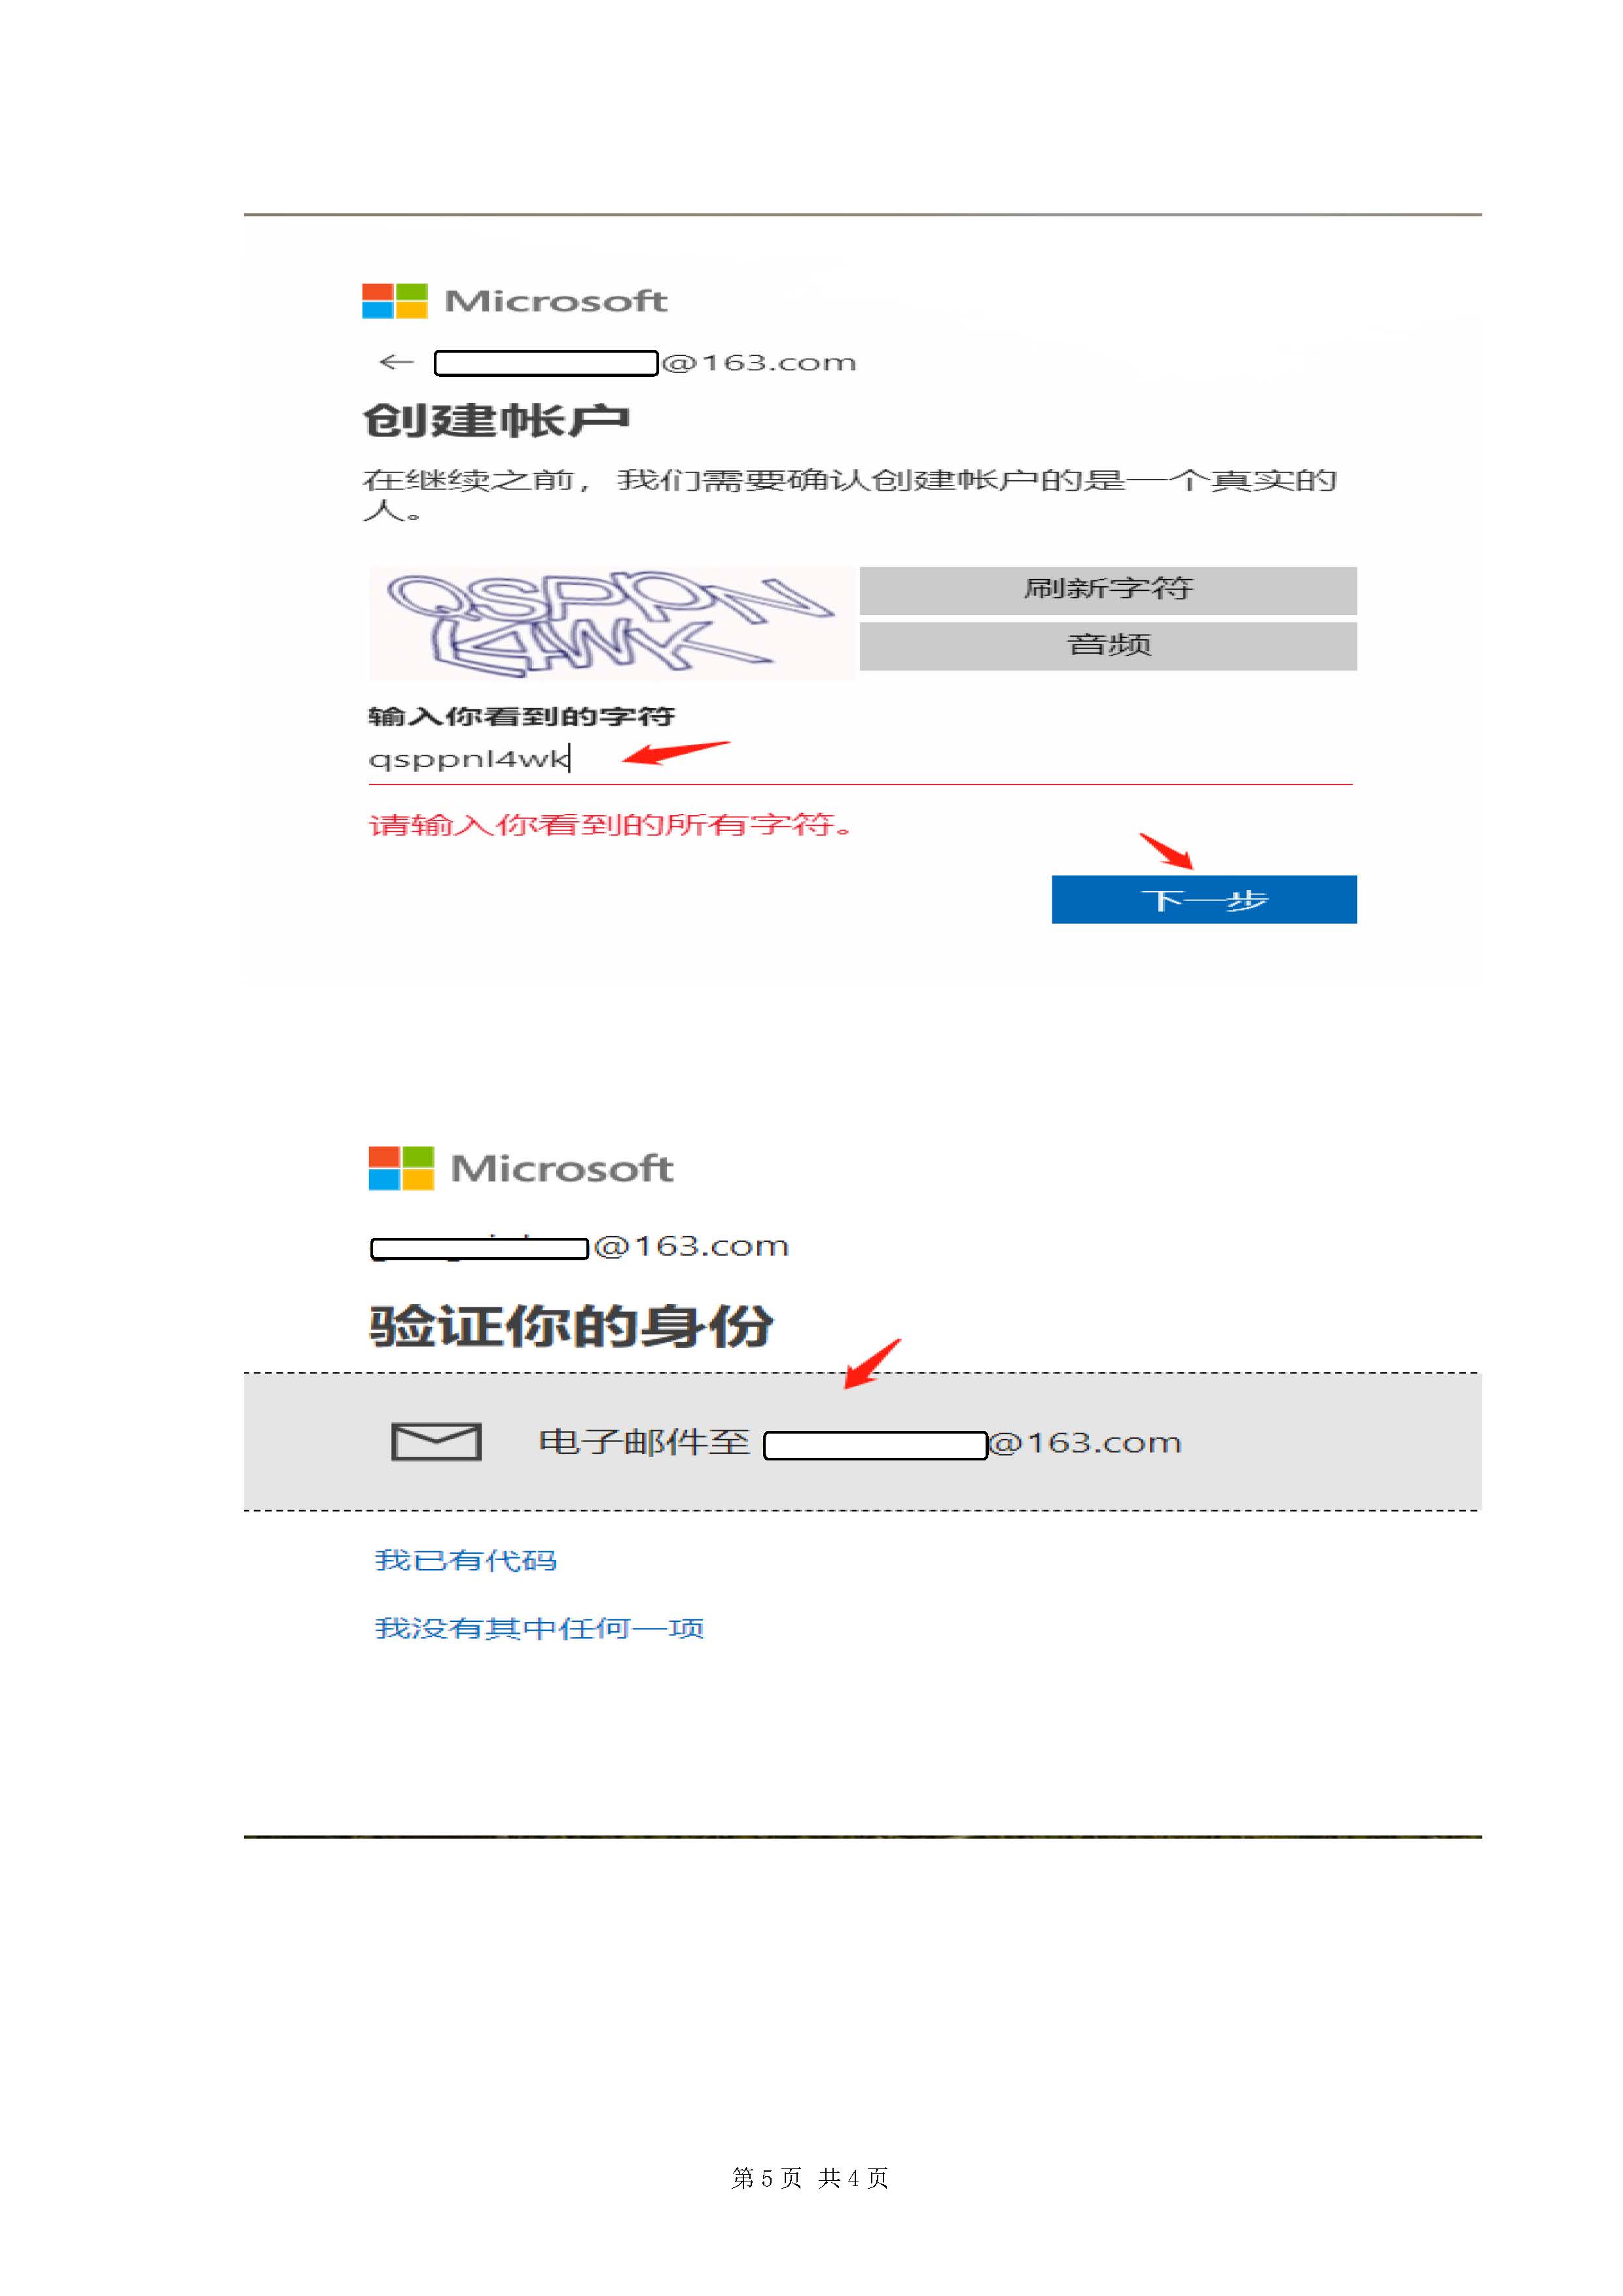 Microsoft
← @163.com
创建帐户
在继续之前，我们需要确认创建帐户的是一个真实的
人。
QSPPN
L4WK
刷新字符
音频
输入你看到的字符
qsppnl4wk
请输入你看到的所有字符。
下一步
Microsoft
@163.com
验证你的身份
电子邮件至 @163.com
我已有代码
我没有其中任何一项
第 5 页 共 4 页